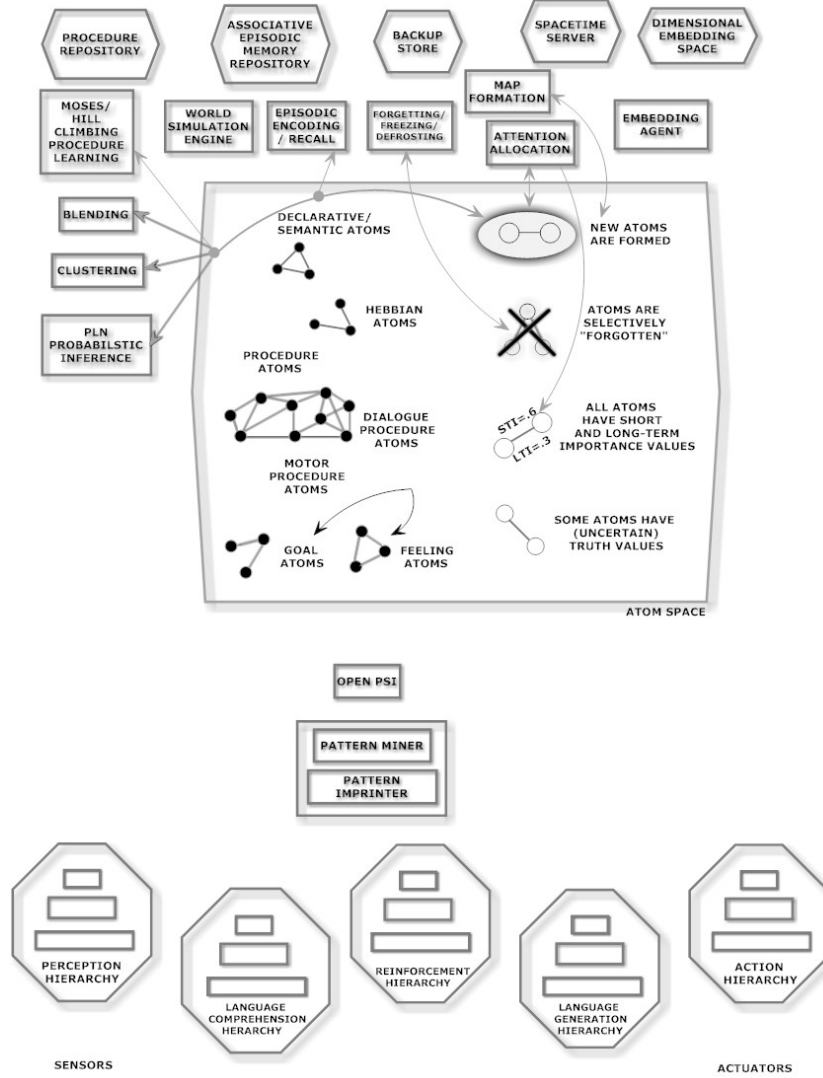 PROCEDURE
REPOSITORY
ASSOCIATIVE
EPISODIC
MEMORY
REPOSITORY
BACKUP
STORE
SPACETIME
SERVER
DIMENSIONAL
EMBEDDING
SPACE
MOSES/
HILL
CLIMBING
PROCEDURE
LEARNING
WORLD
SIMULATION
ENGINE
EPISODIC
ENCODING
/ RECALL
FORGETTING/
FREEZING/
DEFROSTING
MAP
FORMATION
ATTENTION
ALLOCATION
EMBEDDING
AGENT
BLENDING
CLUSTERING
PLN
PROBABILSTIC
INFERENCE
DECLARATIVE/
SEMANTIC ATOMS
NEW ATOMS
ARE FORMED
HEBBIAN
ATOMS
ATOMS ARE
SELECTIVELY
"FORGOTTEN"
PROCEDURE
ATOMS
DIALOGUE
PROCEDURE
ATOMS
STI=.6
LTI=.3
ALL ATOMS
HAVE SHORT
AND LONG-TERM
IMPORTANCE VALUES
MOTOR
PROCEDURE
ATOMS
GOAL
ATOMS
FEELING
ATOMS
SOME ATOMS HAVE
(UNCERTAIN)
TRUTH VALUES
ATOM SPACE
OPEN PSI
PATTERN MINER
PATTERN
IMPRINTER
PERCEPTION
HIERARCHY
LANGUAGE
COMPREHENSION
HERARCHY
REINFORCEMENT
HIERARCHY
LANGUAGE
GENERATION
HIERARCHY
ACTION
HIERARCHY
SENSORS
ACTUATORS